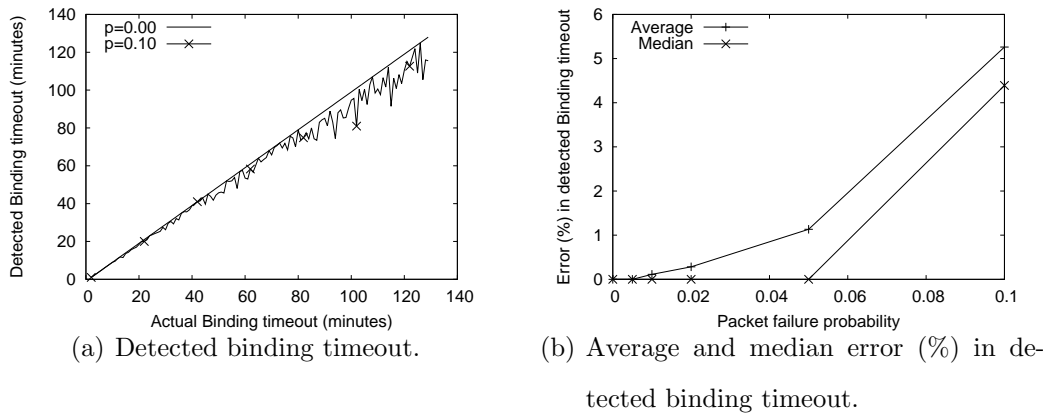 Detected Binding timeout (minutes)
140
120
100
80
60
40
20
0
p=0.00
p=0.10
0 20 40 60 80 100 120 140
Actual Binding timeout (minutes)
(a) Detected binding timeout.
Error (%) in detected Binding timeout
6
5
4
3
2
1
0
Average
Median
0 0.02 0.04 0.06 0.08 0.1
Packet failure probability
(b) Average and median error (%) in de-
tected binding timeout.